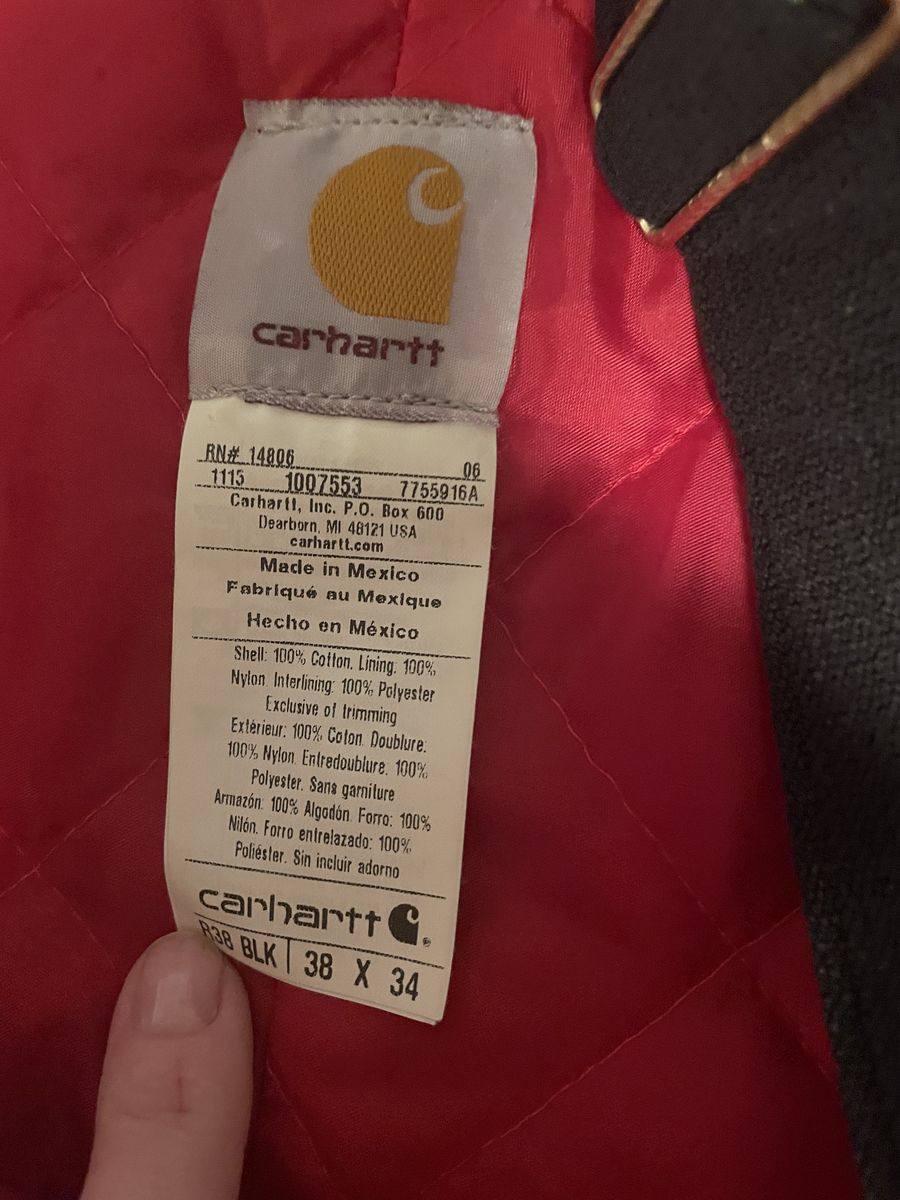 carhartt
RN# 14806 06
1115 1007553 7755916A
Carhartt, Inc. P.O. Box 600
Dearborn, MI 48121 USA
carhartt.com
Made in Mexico
Fabriqué au Mexique
Hecho en México
Shell: 100% Cotton. Lining: 100%
Nylon. Interlining: 100% Polyester
Exclusive of trimming
Extérieur: 100% Coton. Doublure:
100% Nylon. Entredoublure. 100%
Polyester. Sans garniture
Armazón: 100% Algodón. Forro: 100%
Nilón. Forro entrelazado: 100%
Poliéster. Sin incluir adorno
carhartt
R38 BLK 38 X 34